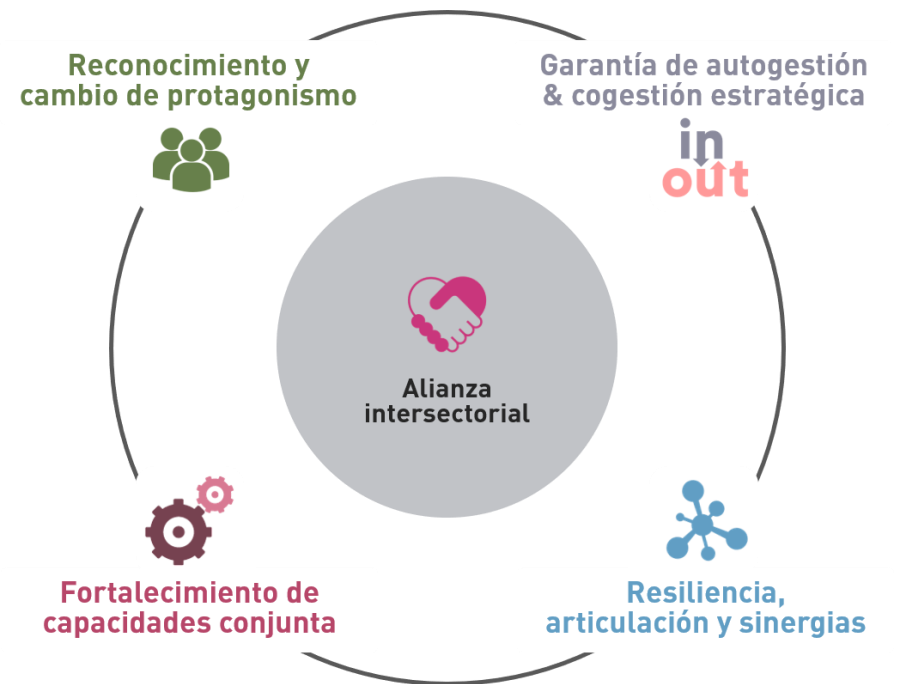 Reconocimiento y
cambio de protagonismo
Garantía de autogestión
& cogestión estratégica
in
out
Alianza
intersectorial
Fortalecimiento de
capacidades conjunta
Resiliencia,
articulación y sinergias